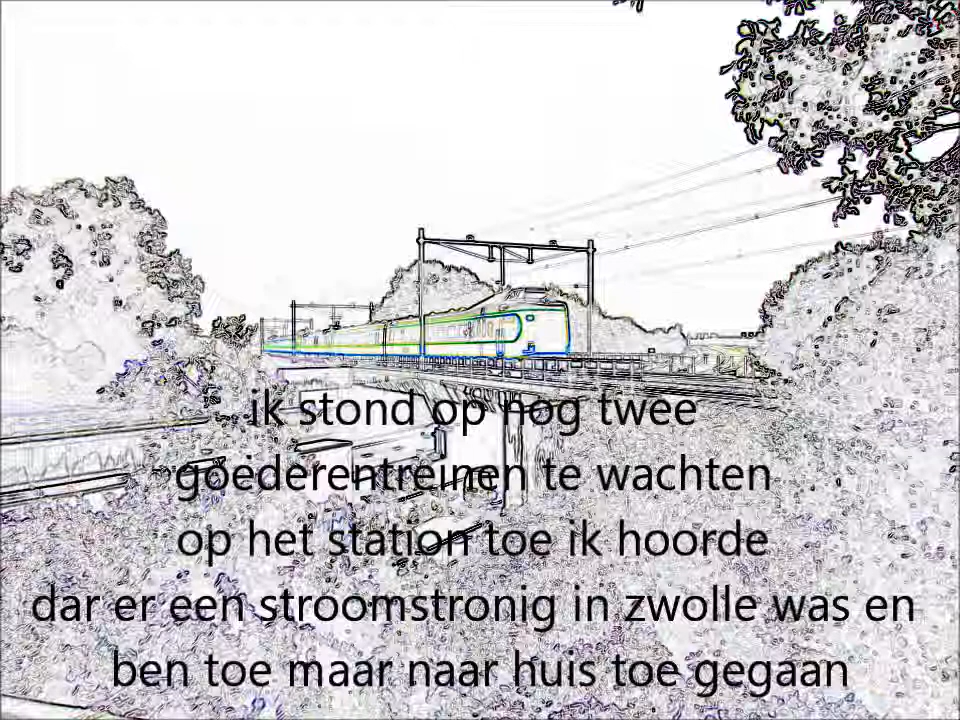 ik stond op nog twee
goederentreinen te wachten
op het station toe ik hoorde
dar er een stroomstronig in zwolle was en
ben toe maar naar huis toe gegaan